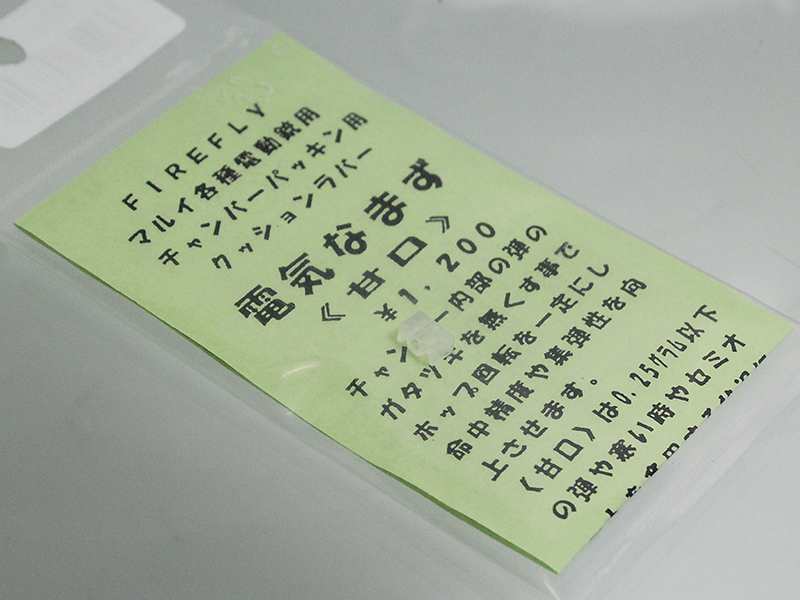 FIREFLY
マルイ各種電動銃用
チャンバーパッキン用
クッションラバー
電気なまず
《甘口》
¥1,200
チャンバー内部の弾の
ガタツキを無くす事で
ホップ回転を一定にし
命中精度や集弾性を向
上させます。
《甘口》は0.25グラム以下
の弾や寒い時やセミオ